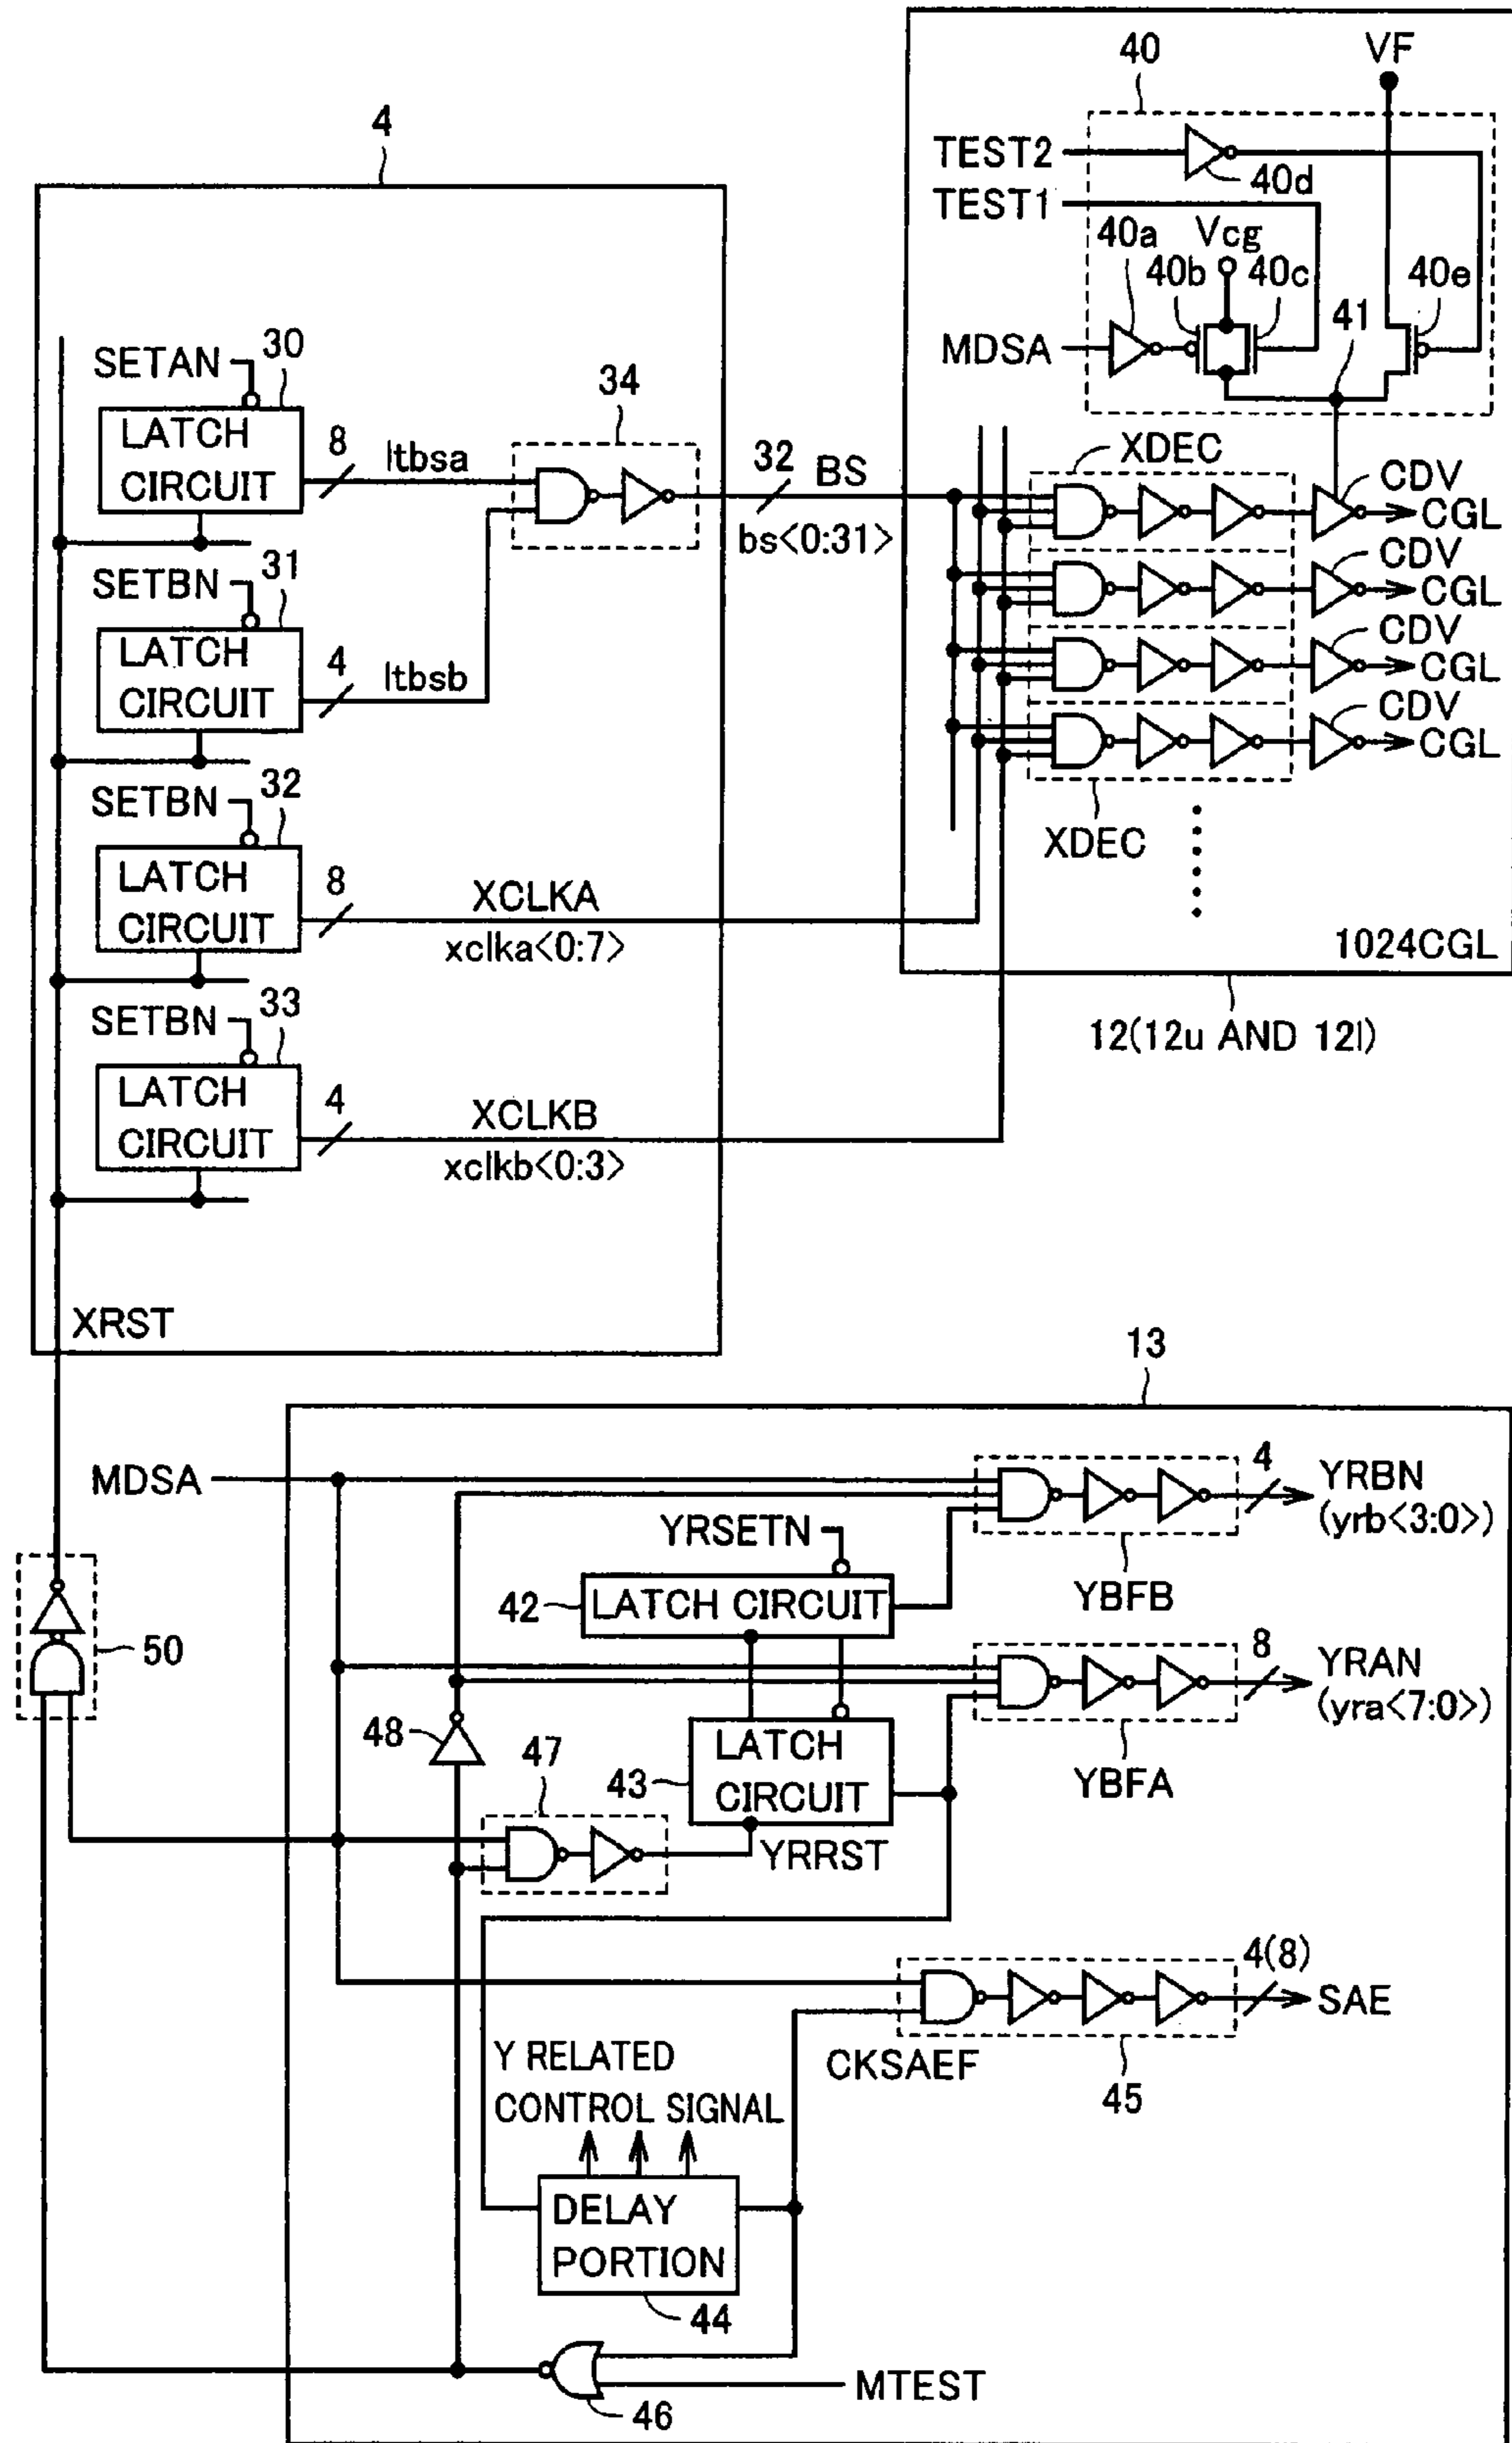 4
SETAN
30
LATCH
CIRCUIT
8
ltbsa
34
SETBN
31
LATCH
CIRCUIT
4
ltbsb
32
BS
bs<0:31>
SETBN
32
LATCH
CIRCUIT
8
XCLKA
xclka<0:7>
SETBN
33
LATCH
CIRCUIT
4
XCLKB
xclkb<0:3>
XRST
40
VF
TEST2
40d
TEST1
40a
Vcg
40b
40c
40e
41
MDSA
XDEC
CDV
CGL
CDV
CGL
CDV
CGL
CDV
CGL
XDEC
1024CGL
12(12u AND 12l)
13
MDSA
4
YRBN
(yrb<3:0>)
YRSETN
YBFB
42
LATCH CIRCUIT
50
8
YRAN
(yra<7:0>)
48
47
43
LATCH
CIRCUIT
YBFA
YRRST
4(8)
SAE
Y RELATED
CONTROL SIGNAL
CKSAEF
45
DELAY
PORTION
44
MTEST
46